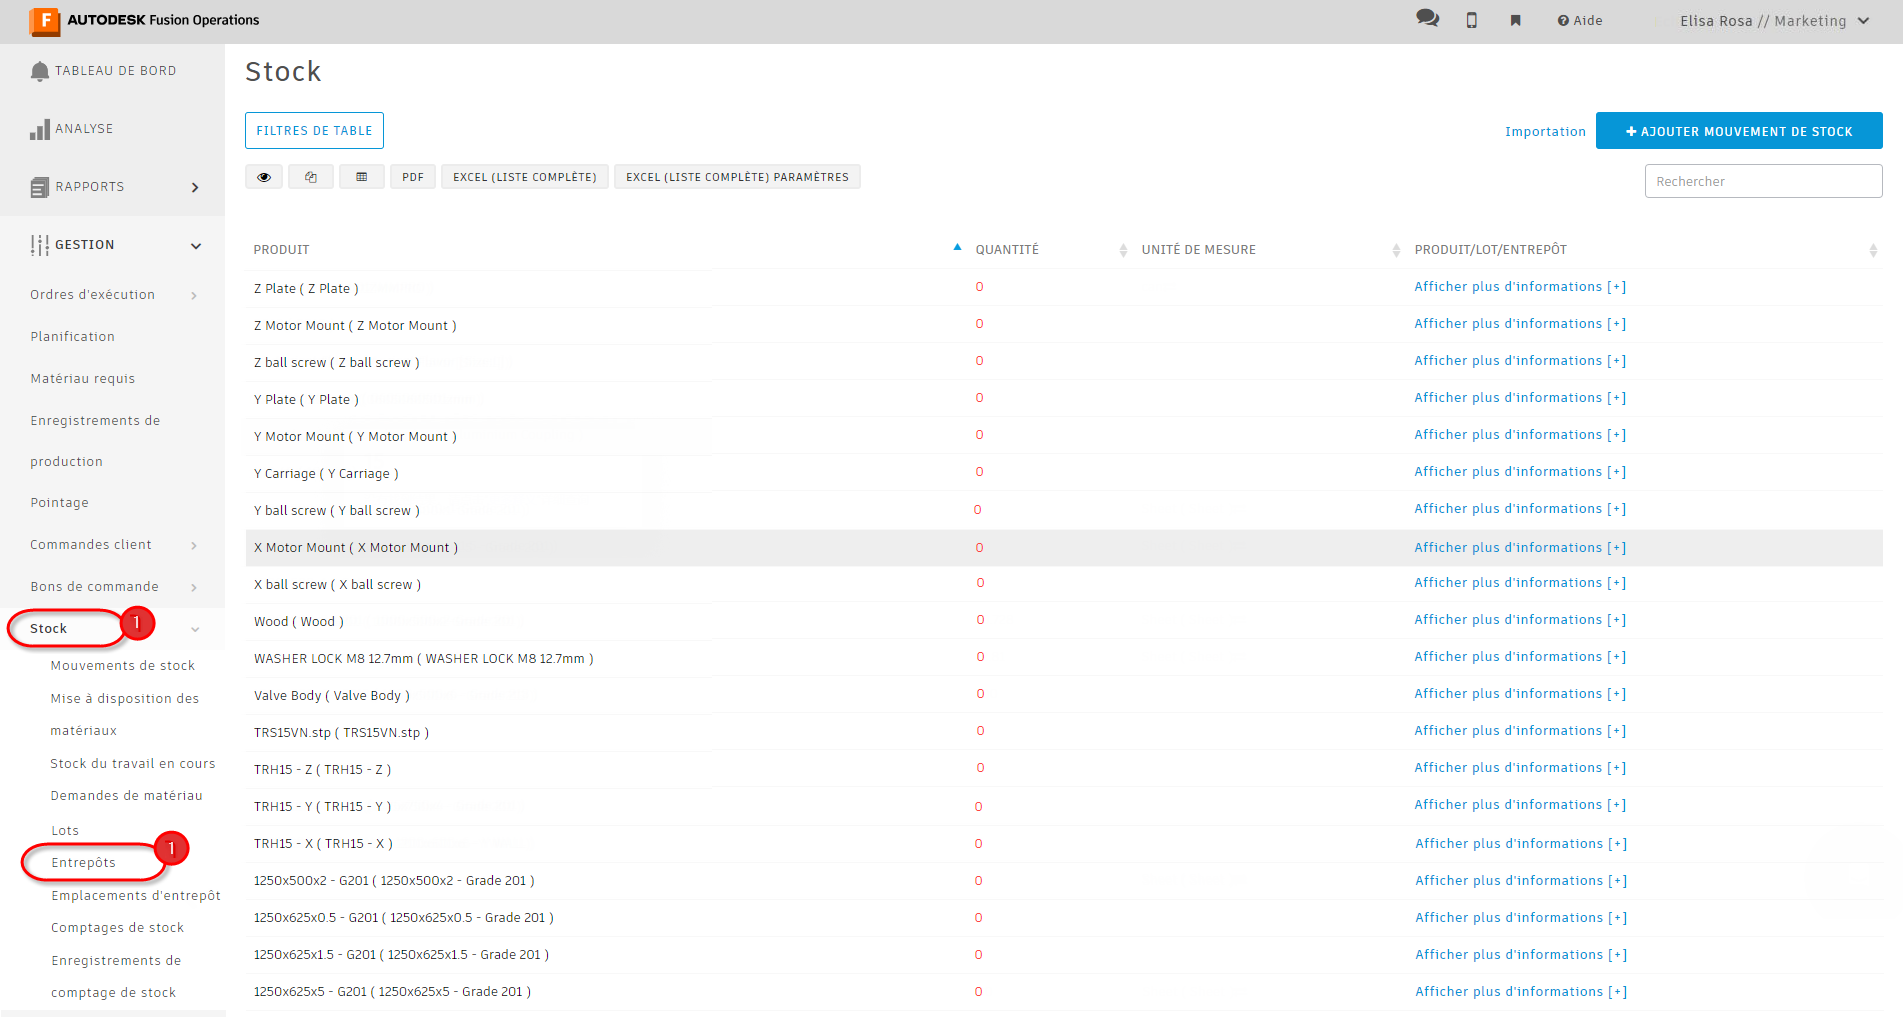 F AUTODESK Fusion Operations
Aide
Elisa Rosa // Marketing
TABLEAU DE BORD
ANALYSE
RAPPORTS
GESTION
Ordres d'exécution
Planification
Matériau requis
Enregistrements de
production
Pointage
Commandes client
Bons de commande
Stock
1
Mouvements de stock
Mise à disposition des
matériaux
Stock du travail en cours
Demandes de matériau
Lots
Entrepôts
1
Emplacements d'entrepôt
Comptages de stock
Enregistrements de
comptage de stock
Stock
FILTRES DE TABLE
Importation
+ AJOUTER MOUVEMENT DE STOCK
PDF
EXCEL (LISTE COMPLÈTE)
EXCEL (LISTE COMPLÈTE) PARAMÈTRES
Rechercher
PRODUIT QUANTITÉ UNITÉ DE MESURE PRODUIT/LOT/ENTREPÔT
Z Plate ( Z Plate ) 0 Afficher plus d'informations [+]
Z Motor Mount ( Z Motor Mount ) 0 Afficher plus d'informations [+]
Z ball screw ( Z ball screw ) 0 Afficher plus d'informations [+]
Y Plate ( Y Plate ) 0 Afficher plus d'informations [+]
Y Motor Mount ( Y Motor Mount ) 0 Afficher plus d'informations [+]
Y Carriage ( Y Carriage ) 0 Afficher plus d'informations [+]
Y ball screw ( Y ball screw ) 0 Afficher plus d'informations [+]
X Motor Mount ( X Motor Mount ) 0 Afficher plus d'informations [+]
X ball screw ( X ball screw ) 0 Afficher plus d'informations [+]
Wood ( Wood ) 0 Afficher plus d'informations [+]
WASHER LOCK M8 12.7mm ( WASHER LOCK M8 12.7mm ) 0 Afficher plus d'informations [+]
Valve Body ( Valve Body ) 0 Afficher plus d'informations [+]
TRS15VN.stp ( TRS15VN.stp ) 0 Afficher plus d'informations [+]
TRH15 - Z ( TRH15 - Z ) 0 Afficher plus d'informations [+]
TRH15 - Y ( TRH15 - Y ) 0 Afficher plus d'informations [+]
TRH15 - X ( TRH15 - X ) 0 Afficher plus d'informations [+]
1250x500x2 - G201 ( 1250x500x2 - Grade 201 ) 0 Afficher plus d'informations [+]
1250x625x0.5 - G201 ( 1250x625x0.5 - Grade 201 ) 0 Afficher plus d'informations [+]
1250x625x1.5 - G201 ( 1250x625x1.5 - Grade 201 ) 0 Afficher plus d'informations [+]
1250x625x5 - G201 ( 1250x625x5 - Grade 201 ) 0 Afficher plus d'informations [+]